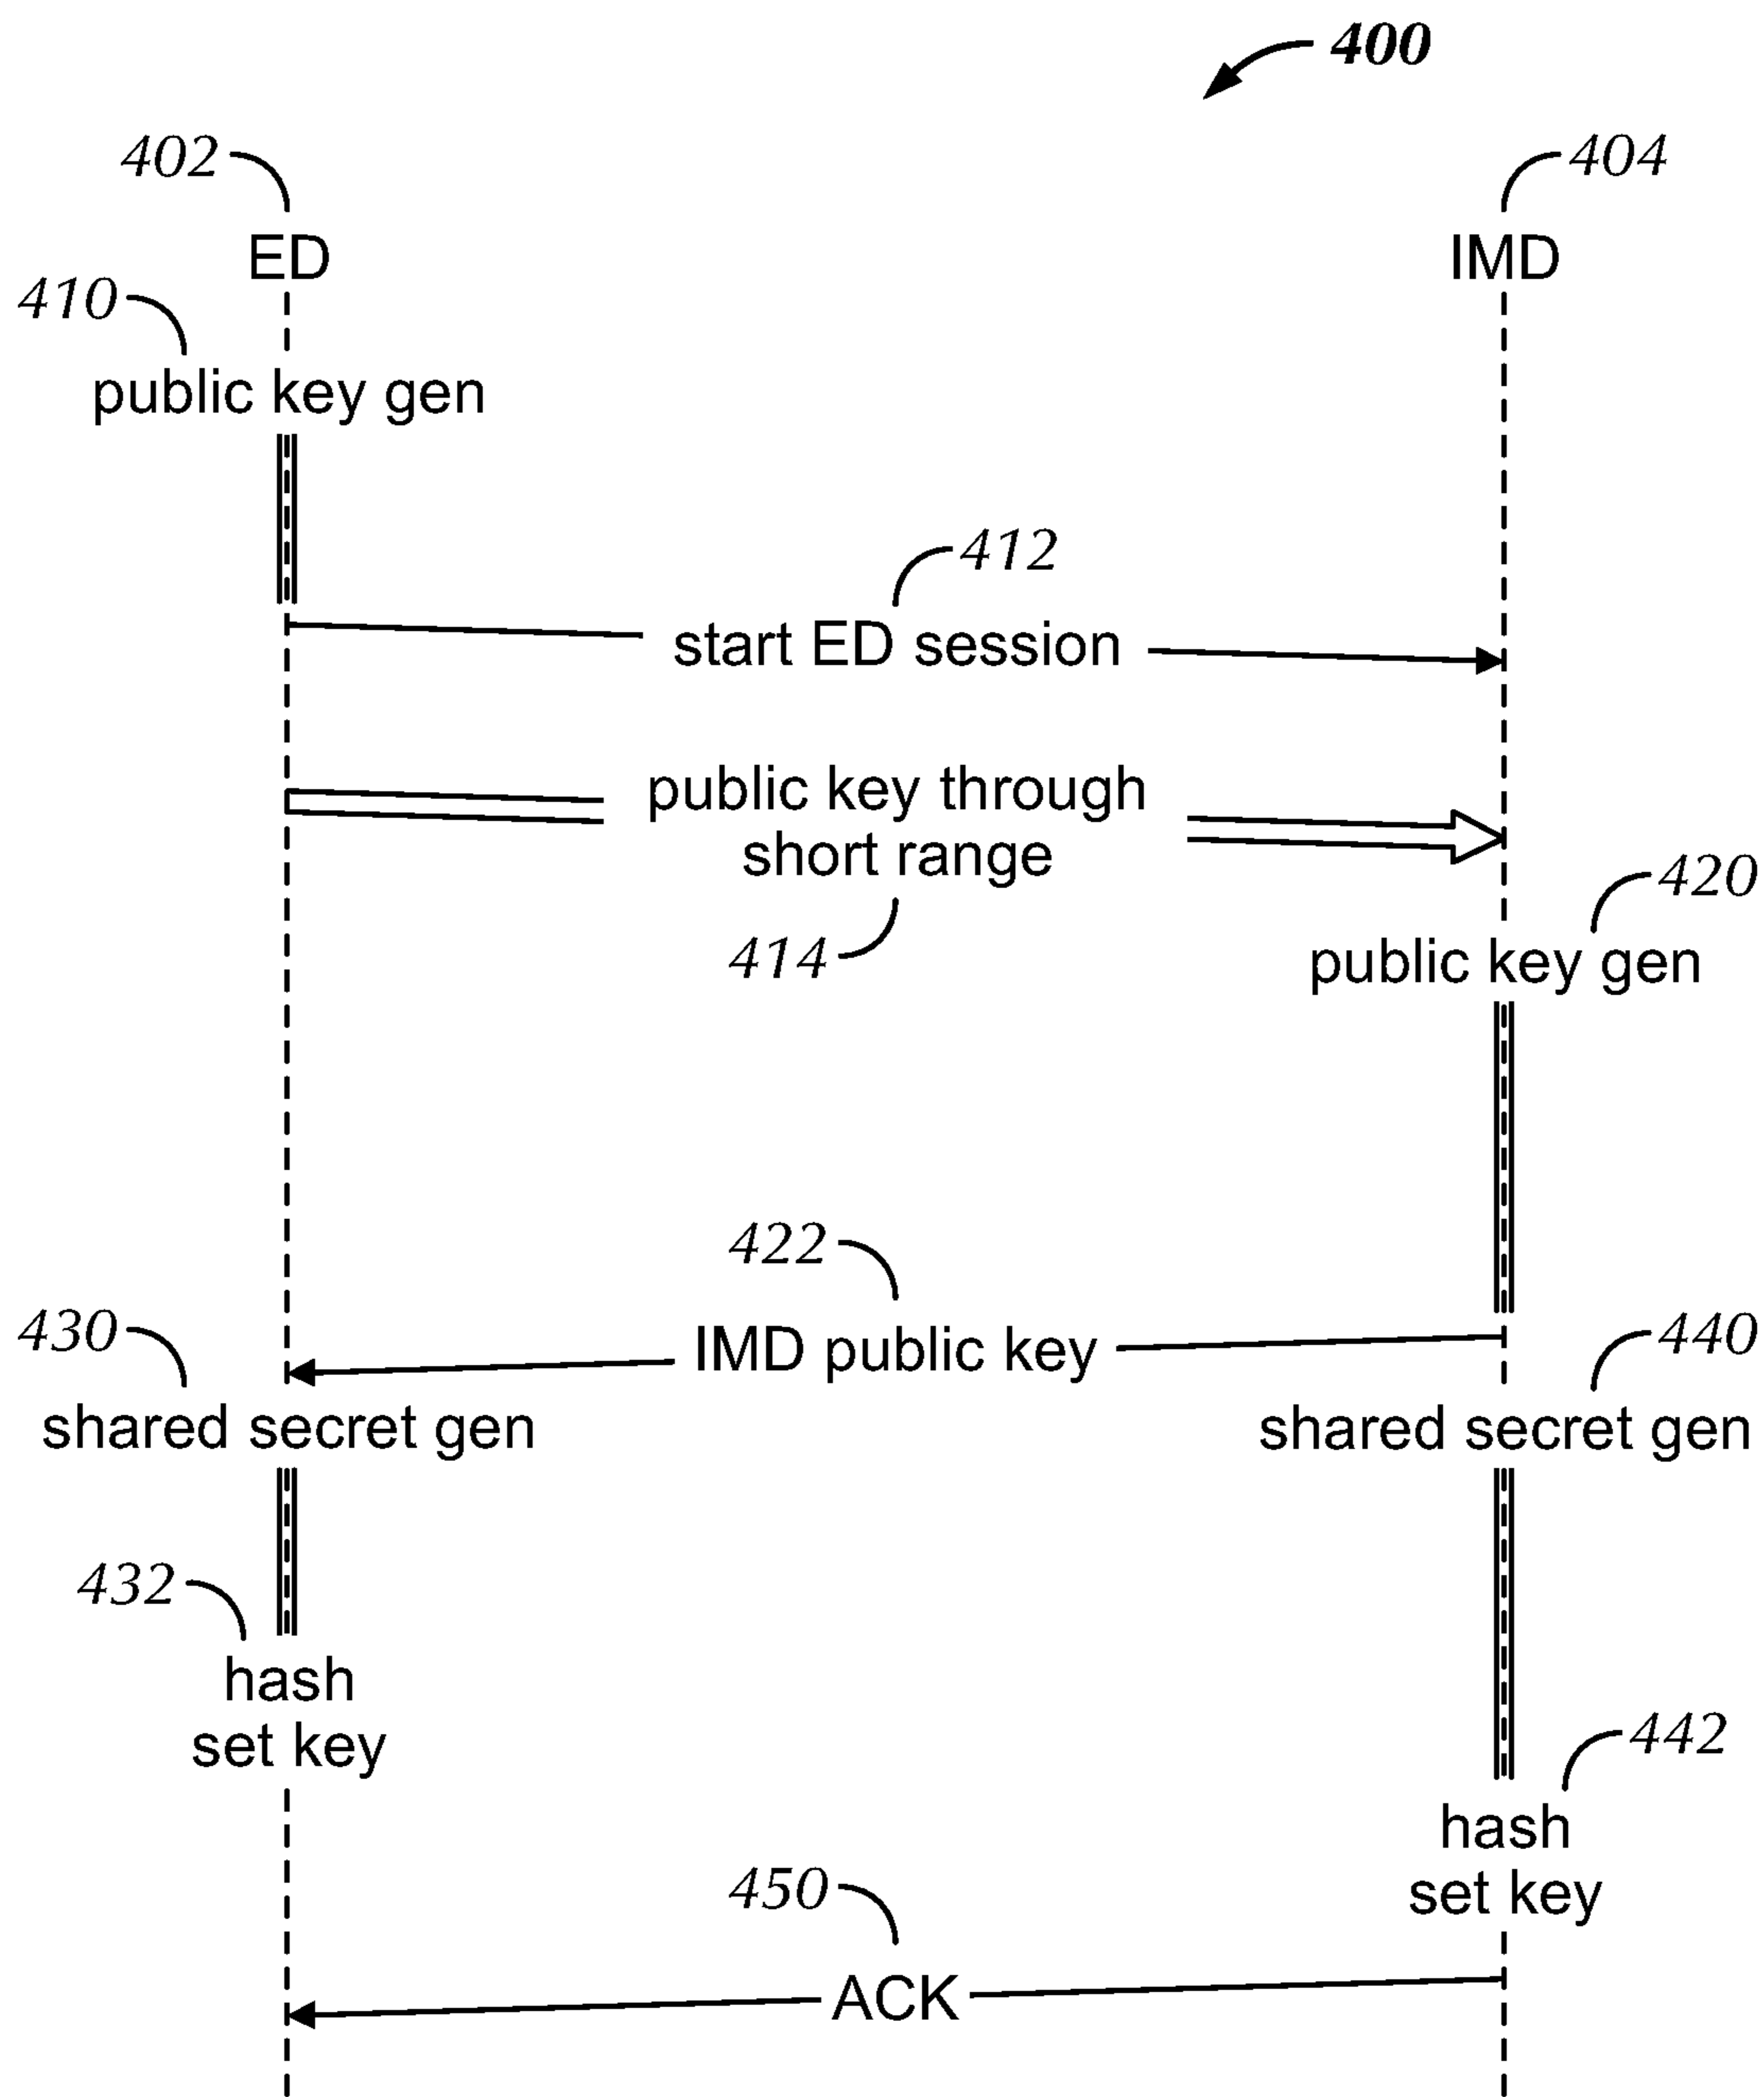 400
402
404
ED
IMD
410
public key gen
412
start ED session
public key through
short range
414
420
public key gen
422
IMD public key
430
440
shared secret gen
shared secret gen
432
hash
set key
442
hash
set key
450
ACK